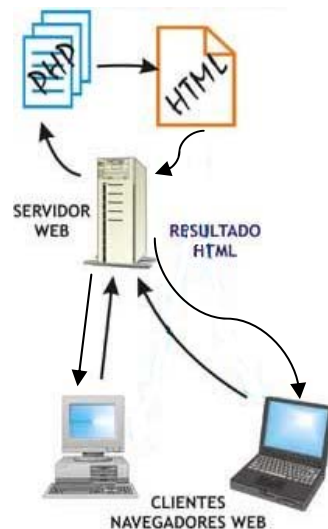 PHP
HTML
SERVIDOR
WEB
RESULTADO
HTML
CLIENTES
NAVEGADORES WEB